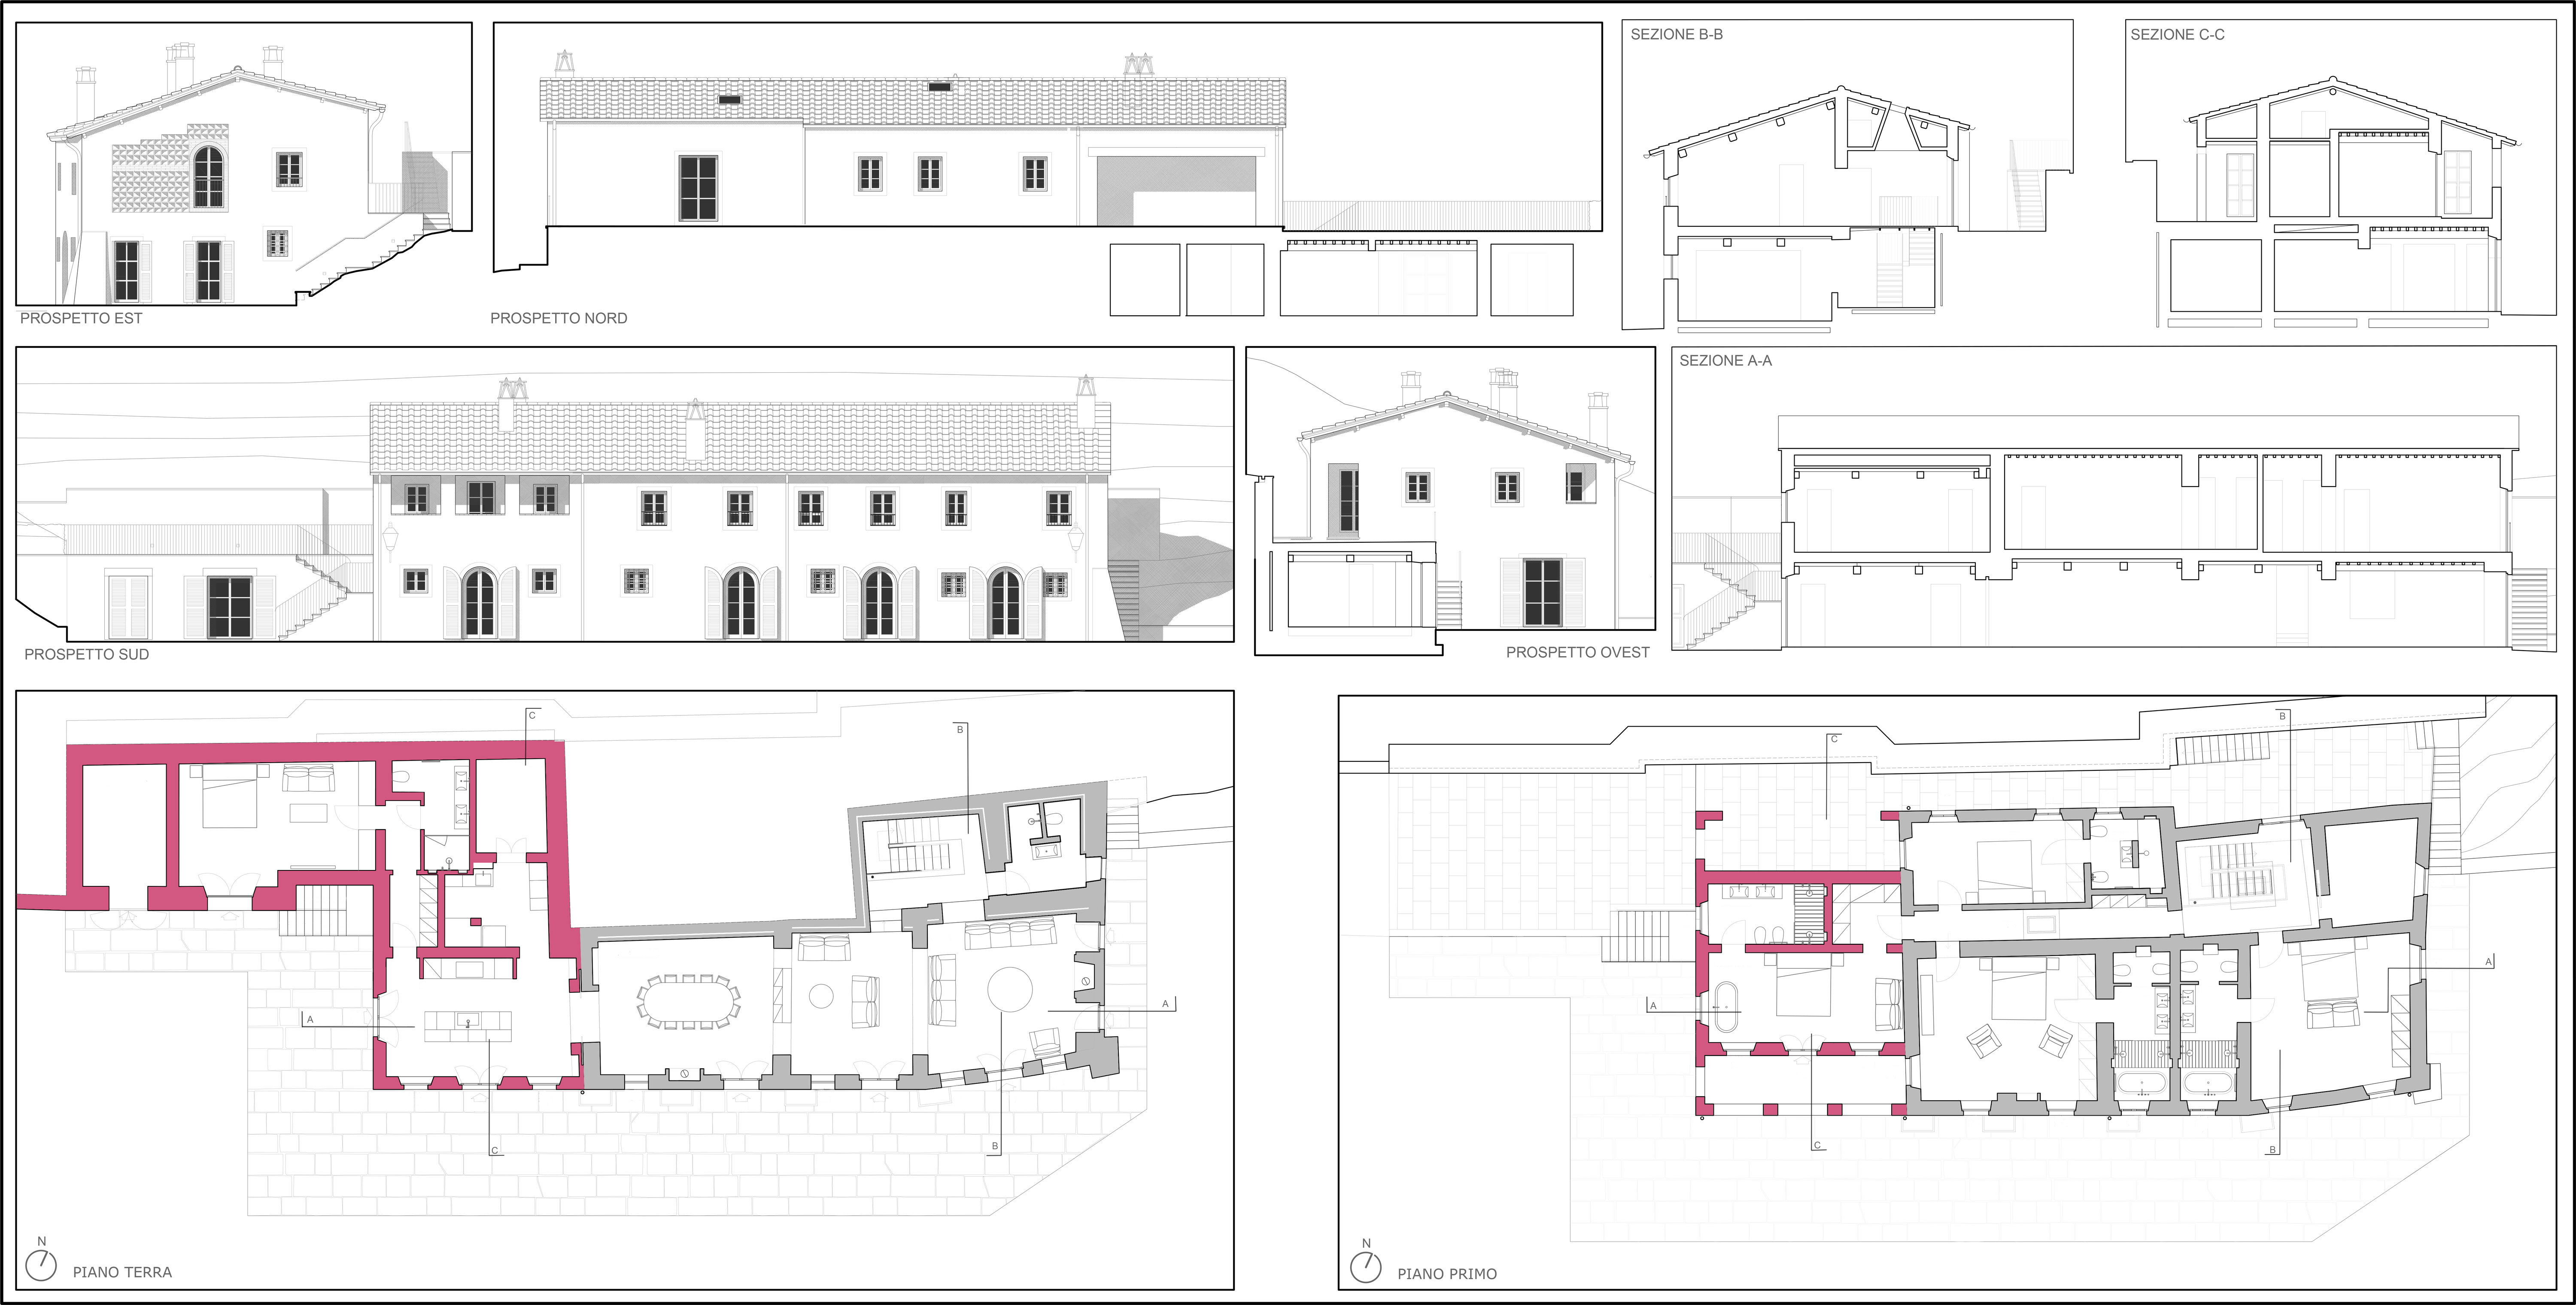 SEZIONE B-B
SEZIONE C-C
PROSPETTO EST
PROSPETTO NORD
SEZIONE A-A
PROSPETTO SUD
PROSPETTO OVEST
C
B
A
A
C
B
N
PIANO TERRA
B
C
A
A
C
B
N
PIANO PRIMO